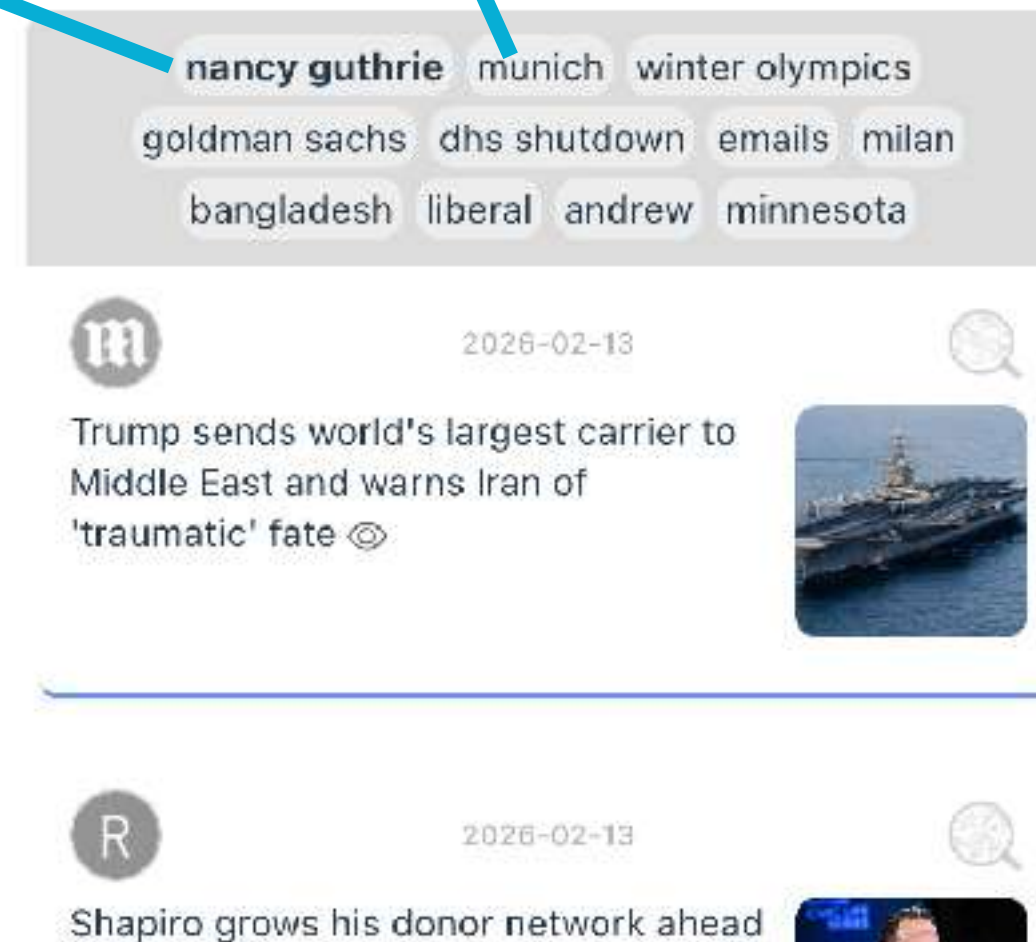 nancy guthrie munich winter olympics
goldman sachs dhs shutdown emails milan
bangladesh liberal andrew minnesota
m
2026-02-13
Trump sends world's largest carrier to
Middle East and warns Iran of
'traumatic' fate
R
2026-02-13
Shapiro grows his donor network ahead